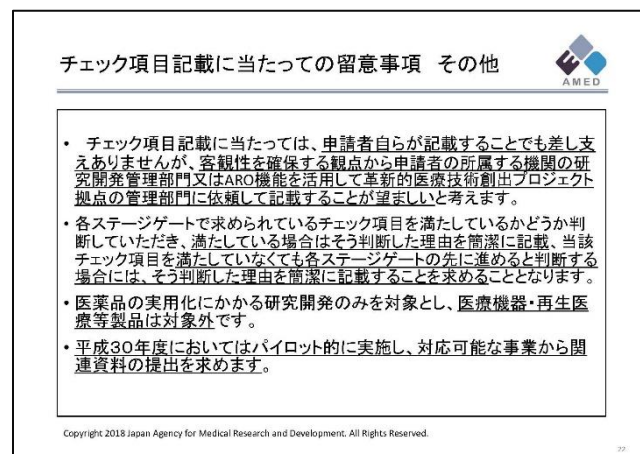 チェック項目記載に当たっての留意事項 その他
AMED
• チェック項目記載に当たっては、申請者自らが記載することでも差し支
えありませんが、客観性を確保する観点から申請者の所属する機関の研
究開発管理部門又はARO機能を活用して革新的医療技術創出プロジェクト
拠点の管理部門に依頼して記載することが望ましいと考えます。
• 各ステージゲートで求められているチェック項目を満たしているかどうか判
断していただき、満たしている場合はそう判断した理由を簡潔に記載、当該
チェック項目を満たしていなくても各ステージゲートの先に進めると判断する
場合には、そう判断した理由を簡潔に記載することを求めることとなります。
• 医薬品の実用化にかかる研究開発のみを対象とし、医療機器・再生医
療等製品は対象外です。
• 平成30年度においてはパイロット的に実施し、対応可能な事業から関
連資料の提出を求めます。
Copyright 2018 Japan Agency for Medical Research and Development. All Rights Reserved.
22